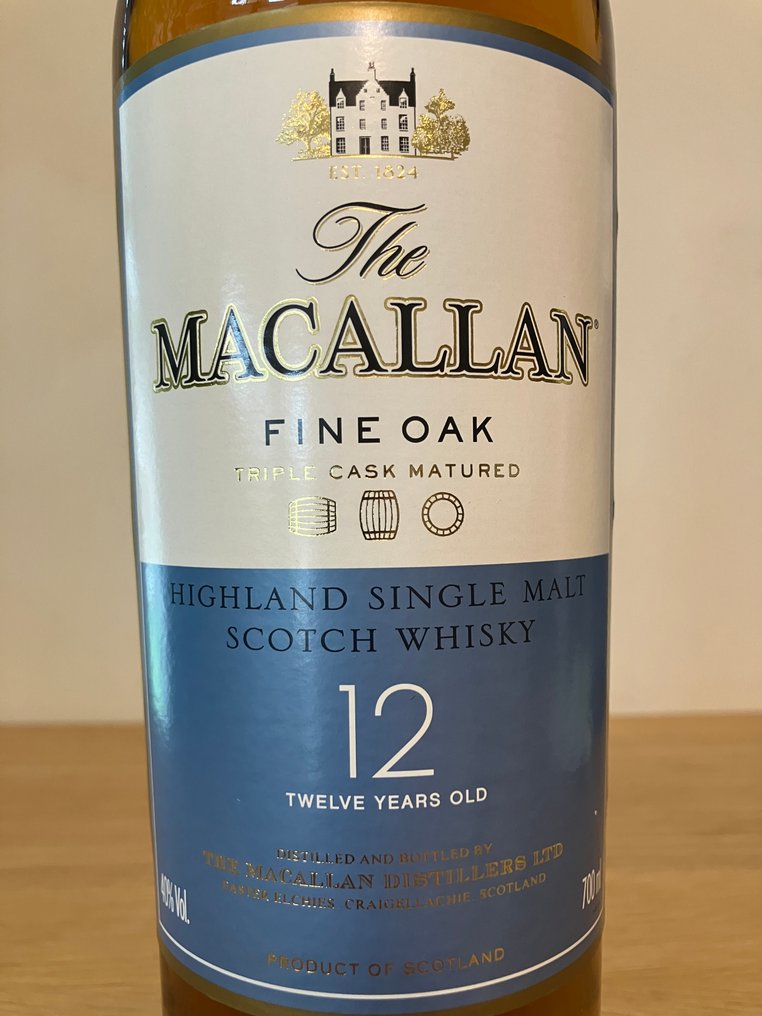 EST. 1824
The
MACALLAN®
FINE OAK
TRIPLE CASK MATURED
HIGHLAND SINGLE MALT
SCOTCH WHISKY
12
TWELVE YEARS OLD
DISTILLED AND BOTTLED BY
THE MACALLAN DISTILLERS LTD
EASTER ELCHIES, CRAIGELLACHIE, SCOTLAND
40% Vol.
700 ml
PRODUCT OF SCOTLAND